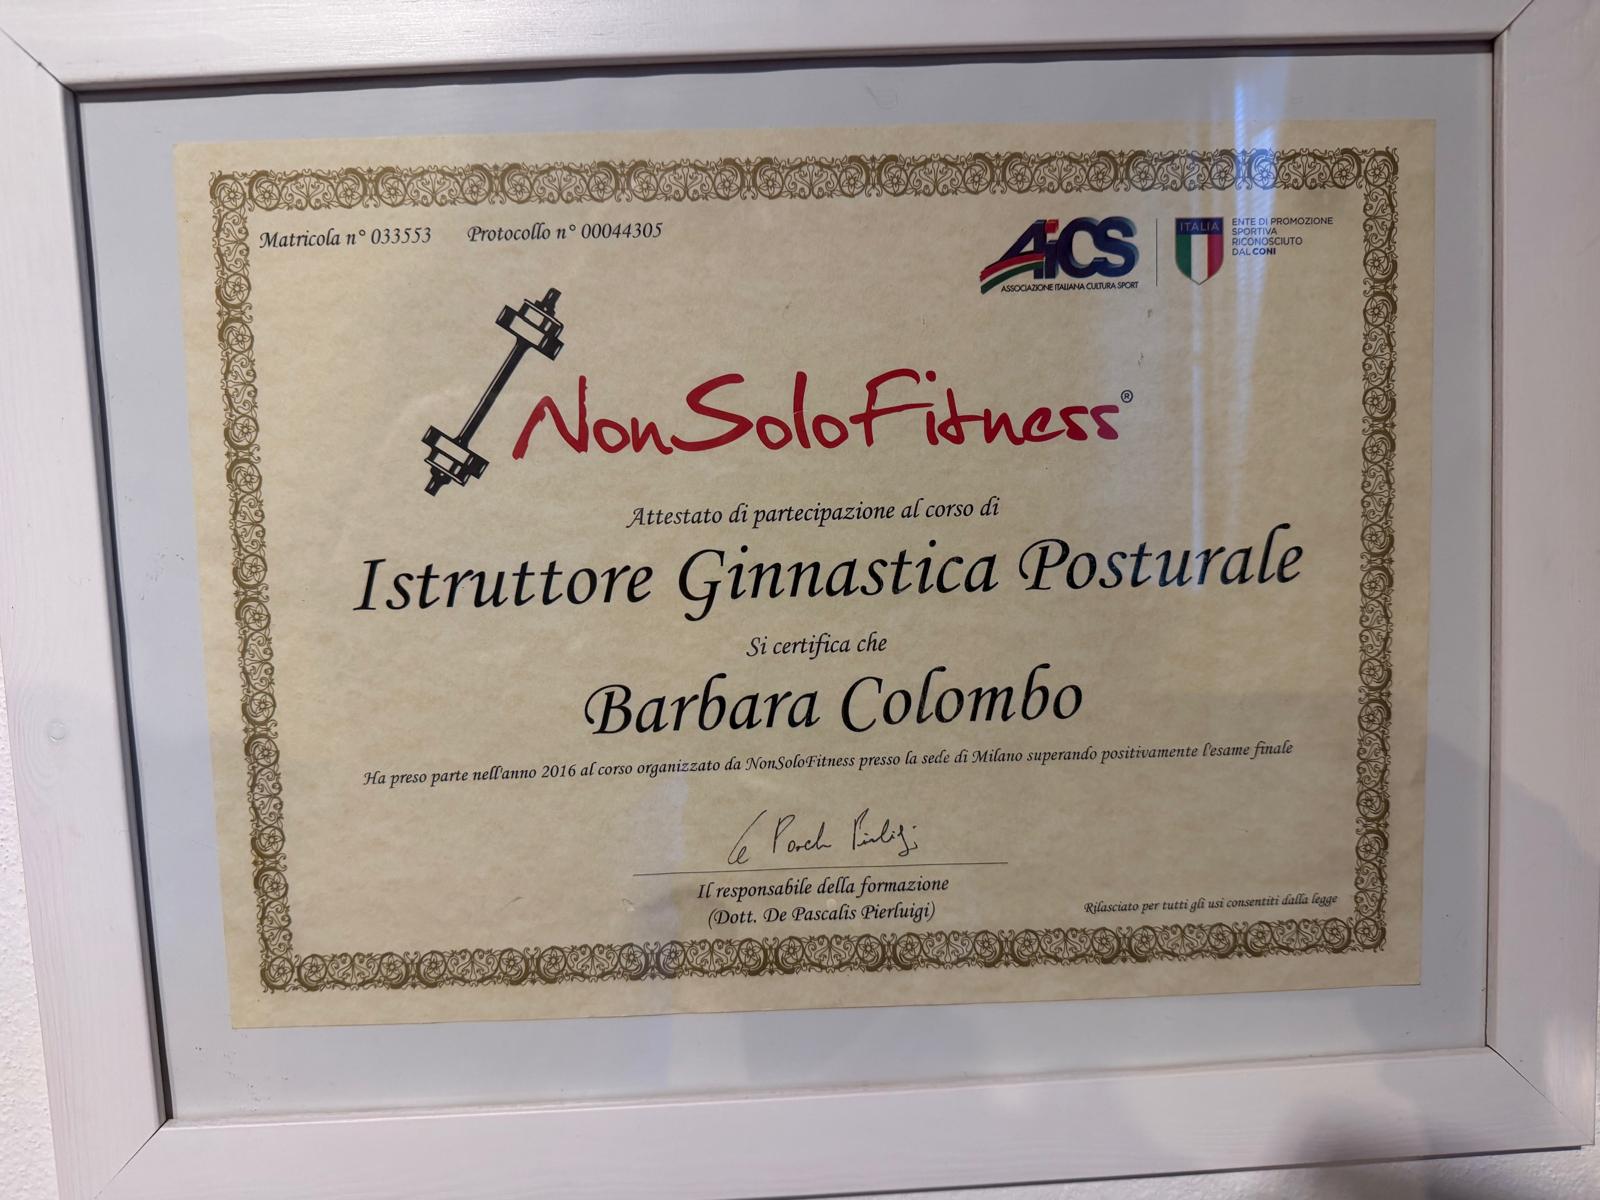 Matricola n° 033553 Protocollo n° 00044305
AiCS
ASSOCIAZIONE ITALIANA CULTURA SPORT
ITALIA
ENTE DI PROMOZIONE
SPORTIVA
RICONOSCIUTO
DAL CONI
NonSoloFitness®
Attestato di partecipazione al corso di
Istruttore Ginnastica Posturale
Si certifica che
Barbara Colombo
Ha preso parte nell'anno 2016 al corso organizzato da NonSoloFitness presso la sede di Milano superando positivamente l'esame finale
Il responsabile della formazione
(Dott. De Pascalis Pierluigi)
Rilasciato per tutti gli usi consentiti dalla legge